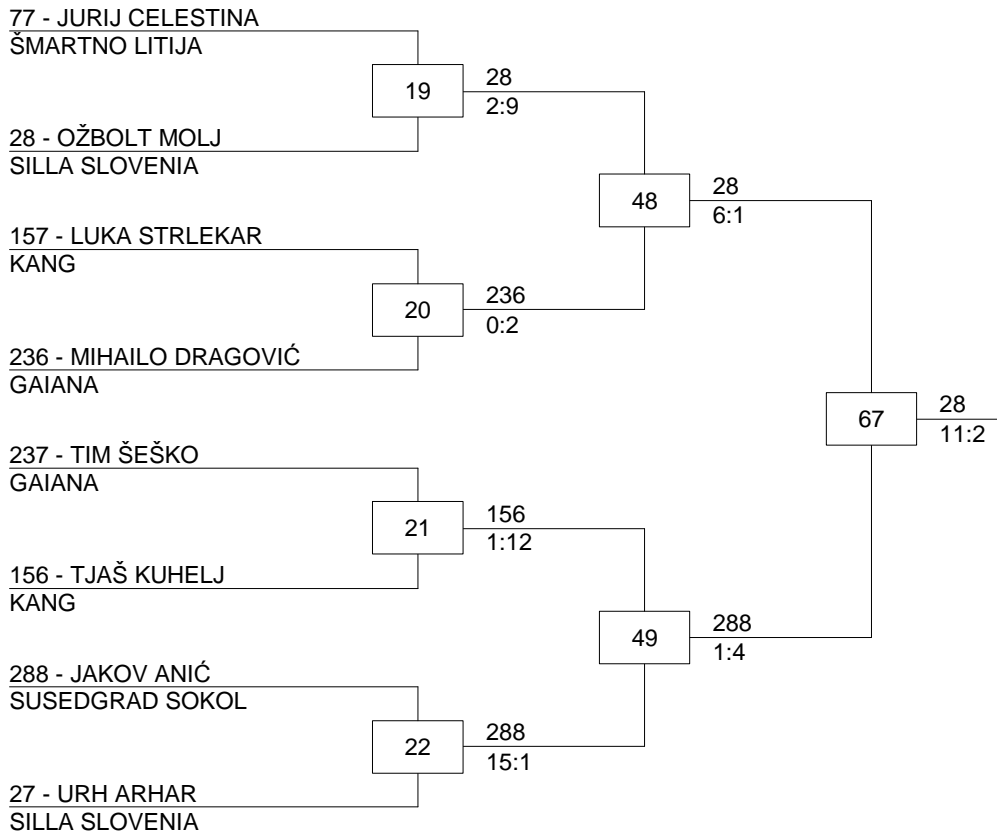 77 - JURIJ CELESTINA
ŠMARTNO LITIJA
19
28
2:9
28 - OŽBOLT MOLJ
SILLA SLOVENIA
48
28
6:1
157 - LUKA STRLEKAR
KANG
20
236
0:2
236 - MIHAILO DRAGOVIĆ
GAIANA
67
28
11:2
237 - TIM ŠEŠKO
GAIANA
21
156
1:12
156 - TJAŠ KUHELJ
KANG
49
288
1:4
288 - JAKOV ANIĆ
SUSEDGRAD SOKOL
22
288
15:1
27 - URH ARHAR
SILLA SLOVENIA